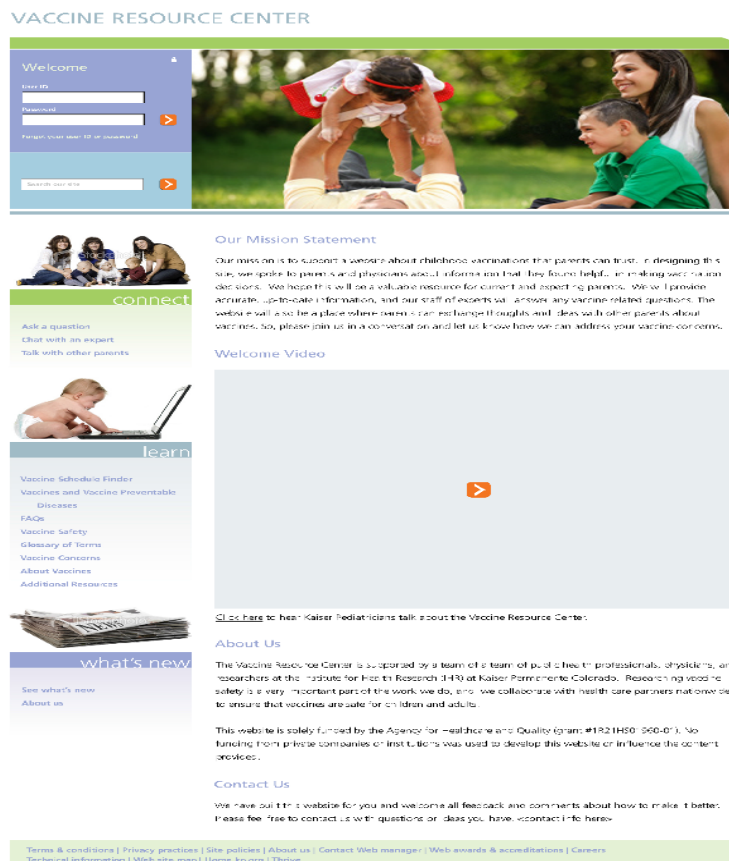 VACCINE RESOURCE CENTER
Welcome
User ID
Password
Forgot your user ID or password
Search our site
connect
Ask a question
Chat with an expert
Talk with other parents
learn
Vaccine Schedule Finder
Vaccines and Vaccine Preventable
Diseases
FAQs
Vaccine Safety
Glossary of Terms
Vaccine Concerns
About Vaccines
Additional Resources
NEWS
what's new
See what's new
About us
Our Mission Statement
Our mission is to support a website about childhood vaccinations that parents can trust. In designing this
site, we spoke to parents and physicians about information that they found helpful in making vaccination
decisions. We hope this will be a valuable resource for current and expecting parents. We will provide
accurate, up-to-date information, and our staff of experts will answer any vaccine related questions. The
website will also be a place where parents can exchange thoughts and ideas with other parents about
vaccines. So, please join us in a conversation and let us know how we can address your vaccine concerns.
Welcome Video
Click here to hear Kaiser Pediatricians talk about the Vaccine Resource Center.
About Us
The Vaccine Resource Center is supported by a team of a team of public health professionals, physicians, an
researchers at the Institute for Health Research (IHR) at Kaiser Permanente Colorado. Researching vaccine
safety is a very important part of the work we do, and we collaborate with health care partners nationwide
to ensure that vaccines are safe for children and adults.
This website is solely funded by the Agency for Healthcare and Quality (grant ). No
funding from private companies or institutions was used to develop this website or influence the content
provided.
Contact Us
We have built this website for you and welcome all feedback and comments about how to make it better.
Please feel free to contact us with questions or ideas you have. <contact info here>
Terms & conditions | Privacy practices | Site policies | About us | Contact Web manager | Web awards & accreditations | Careers
Technical information | Web site map | Home kp.org | Thrive